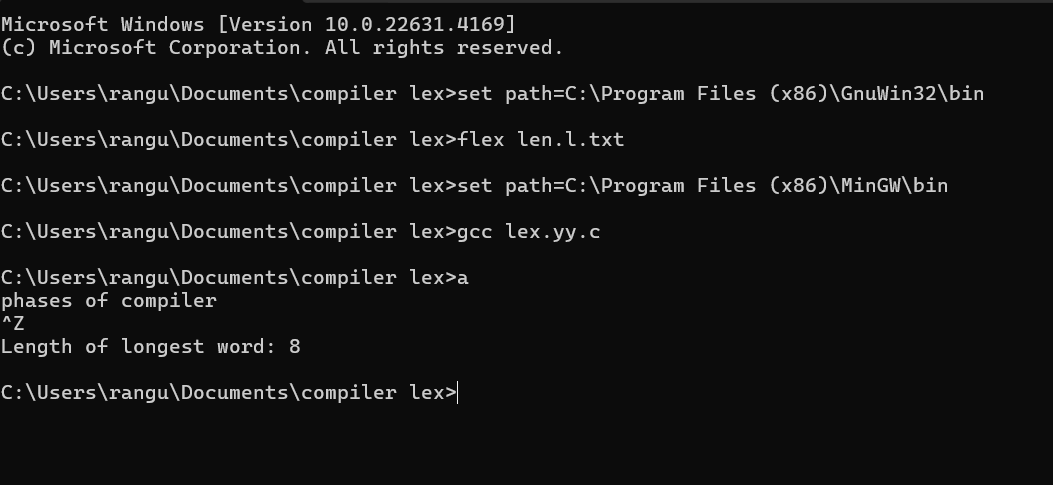 Microsoft Windows [Version 10.0.22631.4169]
(c) Microsoft Corporation. All rights reserved.
C:\Users\rangu\Documents\compiler lex>set path=C:\Program Files (x86)\GnuWin32\bin
C:\Users\rangu\Documents\compiler lex>flex len.l.txt
C:\Users\rangu\Documents\compiler lex>set path=C:\Program Files (x86)\MinGW\bin
C:\Users\rangu\Documents\compiler lex>gcc lex.yy.c
C:\Users\rangu\Documents\compiler lex>a
phases of compiler
^Z
Length of longest word: 8
C:\Users\rangu\Documents\compiler lex>